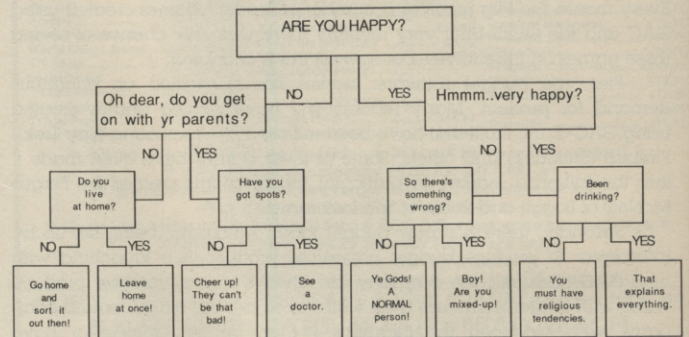 ARE YOU HAPPY?
NO
YES
Oh dear, do you get
on with yr parents?
Hmmm..very happy?
NO
YES
NO
YES
Do you
live
at home?
Have you
got spots?
So there's
something
wrong?
Been
drinking?
NO
YES
NO
YES
NO
YES
NO
YES
Go home
and
sort it
out then!
Leave
home
at once!
Cheer up!
They can't
be that
bad!
See
a
doctor.
Ye Gods!
A
NORMAL
person!
Boy!
Are you
mixed-up!
You
must have
religious
tendencies.
That
explains
everything.